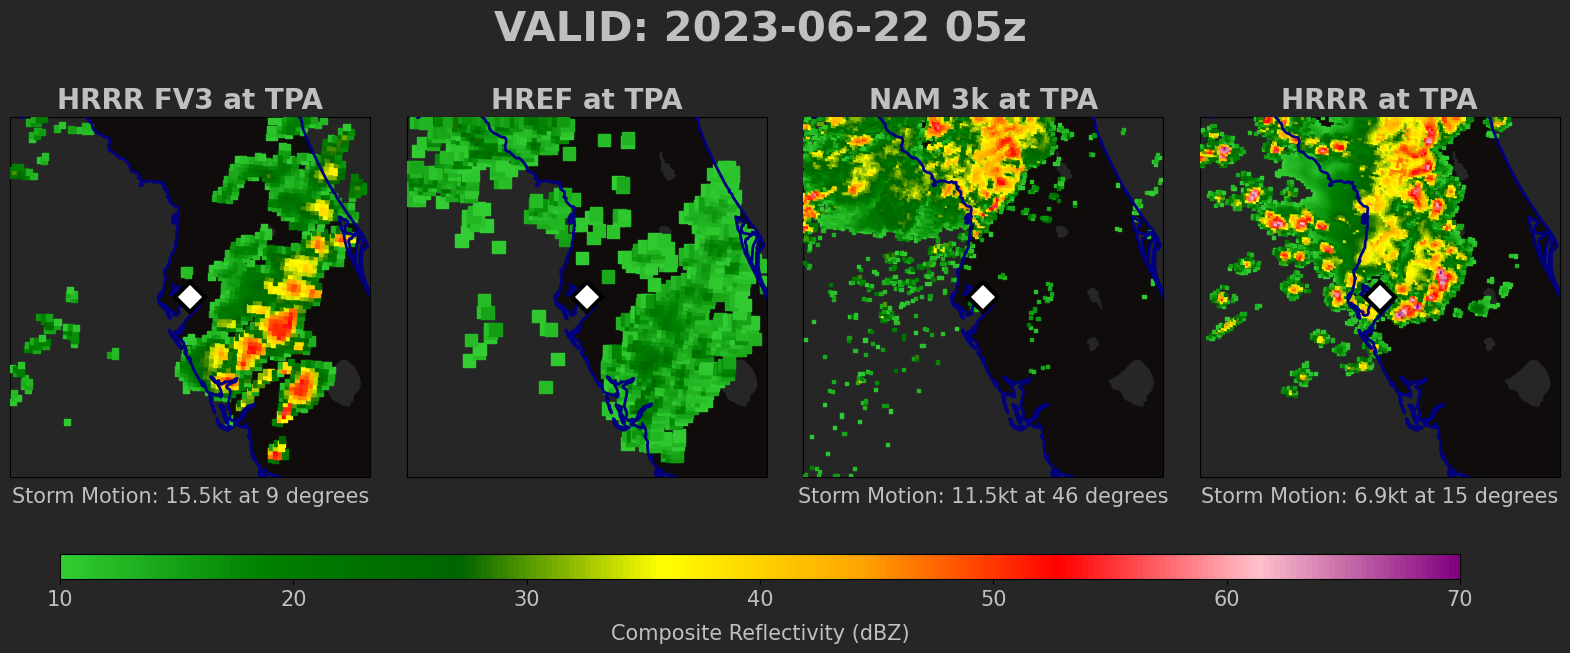 VALID: 2023-06-22 05z
HRRR FV3 at TPA
HREF at TPA
NAM 3k at TPA
HRRR at TPA
Storm Motion: 15.5kt at 9 degrees
Storm Motion: 11.5kt at 46 degrees
Storm Motion: 6.9kt at 15 degrees
10 20 30 40 50 60 70
Composite Reflectivity (dBZ)